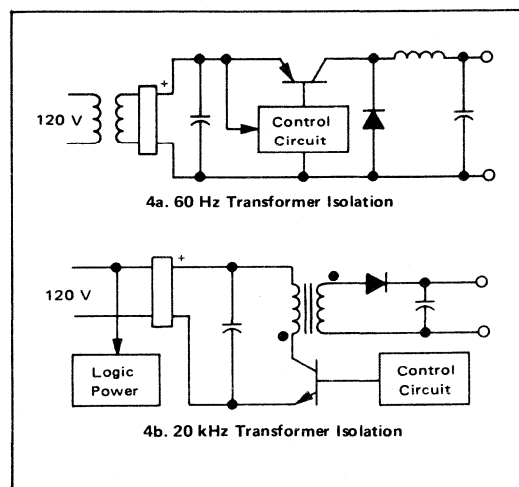 +
120 V
Control
Circuit
4a. 60 Hz Transformer Isolation
+
120 V
Logic
Power
Control
Circuit
4b. 20 kHz Transformer Isolation